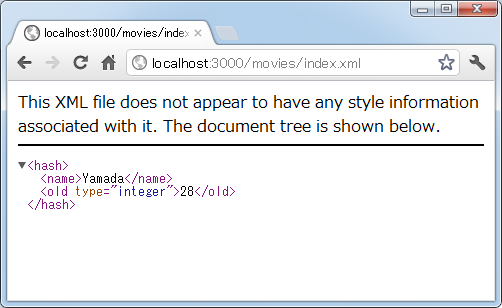 localhost:3000/movies/index
localhost:3000/movies/index.xml
This XML file does not appear to have any style information
associated with it. The document tree is shown below.
▼<hash>
<name>Yamada</name>
<old type="integer">28</old>
</hash>